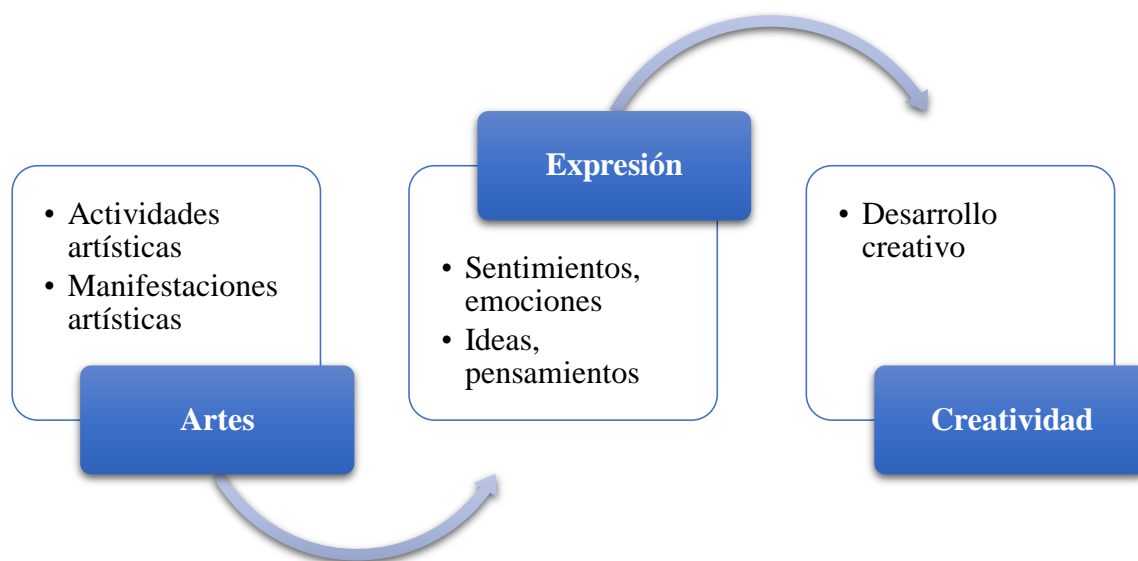 • Actividades
artísticas
• Manifestaciones
artísticas
Artes
Expresión
• Sentimientos,
emociones
• Ideas,
pensamientos
• Desarrollo
creativo
Creatividad